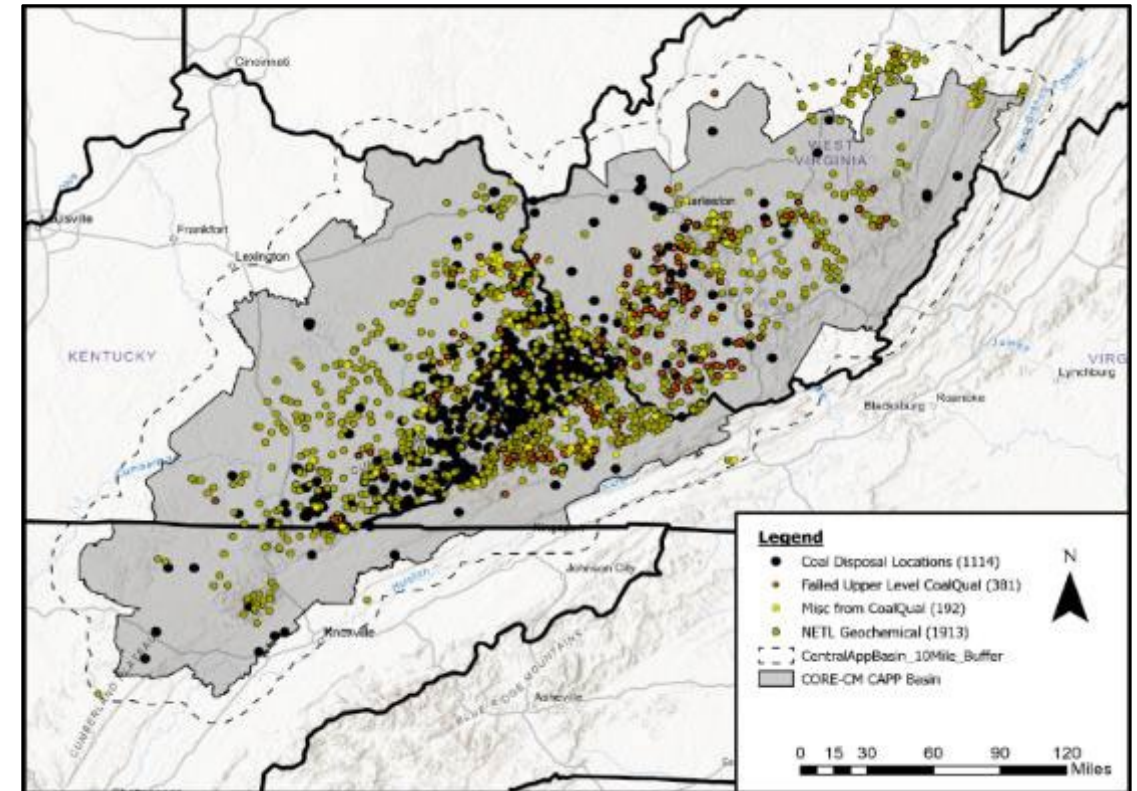 Cincinnati
WEST
VIRGINIA
Charleston
Frankfort
Lexington
KENTUCKY
James
VIRG
Lynchburg
Roanoke
Blacksburg
Holston
Johnson City
Knoxville
BLUE RIDGE MOUNTAINS
Asheville
Legend
Coal Disposal Locations (1114)
Failed Upper Level CoalQual (381)
Misc from CoalQual (192)
NETL Geochemical (1913)
CentralAppBasin_10Mile_Buffer
CORE-CM CAPP Basin
N
0 15 30 60 90 120
Miles